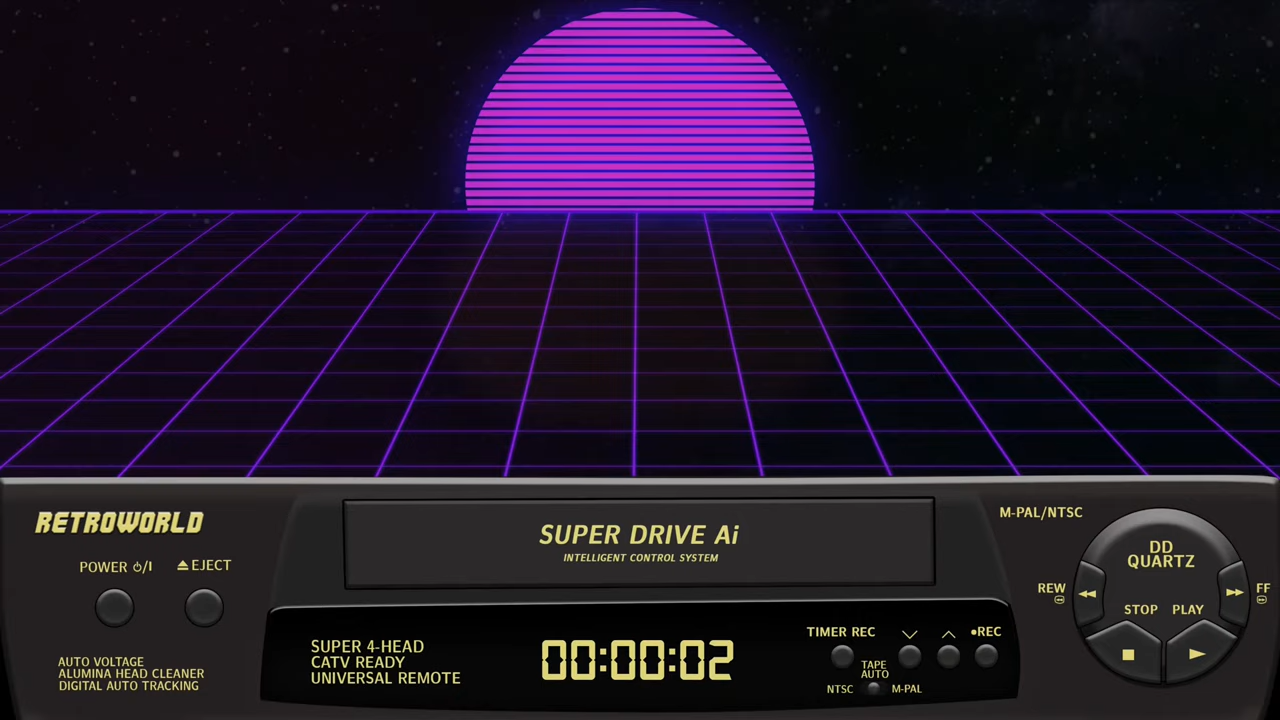 RETROWORLD
POWER ⏻/I
⏏EJECT
AUTO VOLTAGE
ALUMINA HEAD CLEANER
DIGITAL AUTO TRACKING
SUPER DRIVE Ai
INTELLIGENT CONTROL SYSTEM
SUPER 4-HEAD
CATV READY
UNIVERSAL REMOTE
00:00:02
TIMER REC
•REC
TAPE
AUTO
NTSC
M-PAL
M-PAL/NTSC
DD
QUARTZ
REW
FF
STOP
PLAY